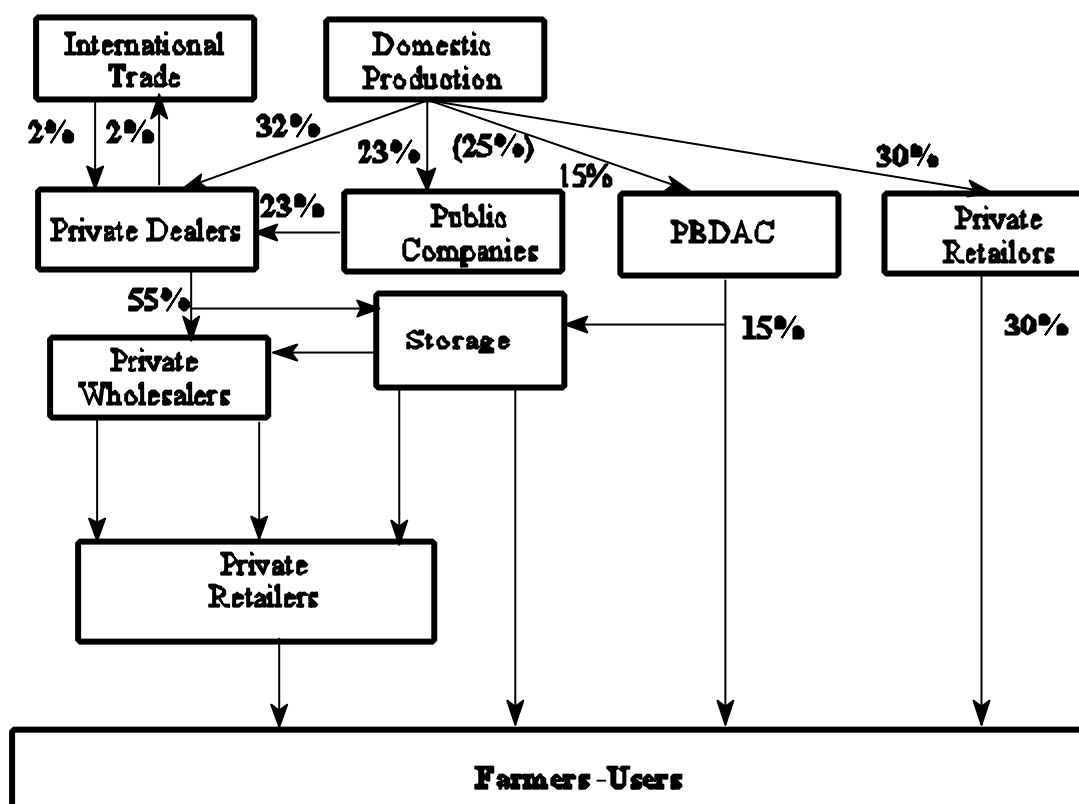 International
Trade
Domestic
Production
2%
2%
32%
23%
(25%)
15%
30%
Private Dealers
23%
Public
Companies
PBDAC
Private
Retailors
55%
Storage
15%
30%
Private
Wholesalers
Private
Retailers
Farmers-Users